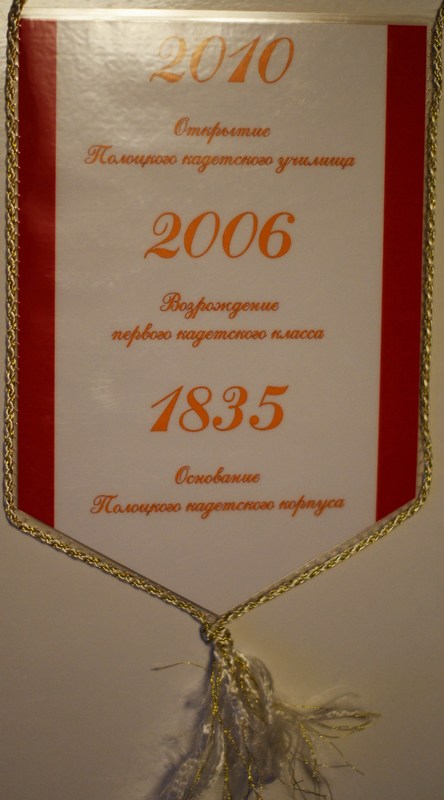 2010
Открытие
Полоцкого кадетского училища
2006
Возрождение
первого кадетского класса
1835
Основание
Полоцкого кадетского корпуса